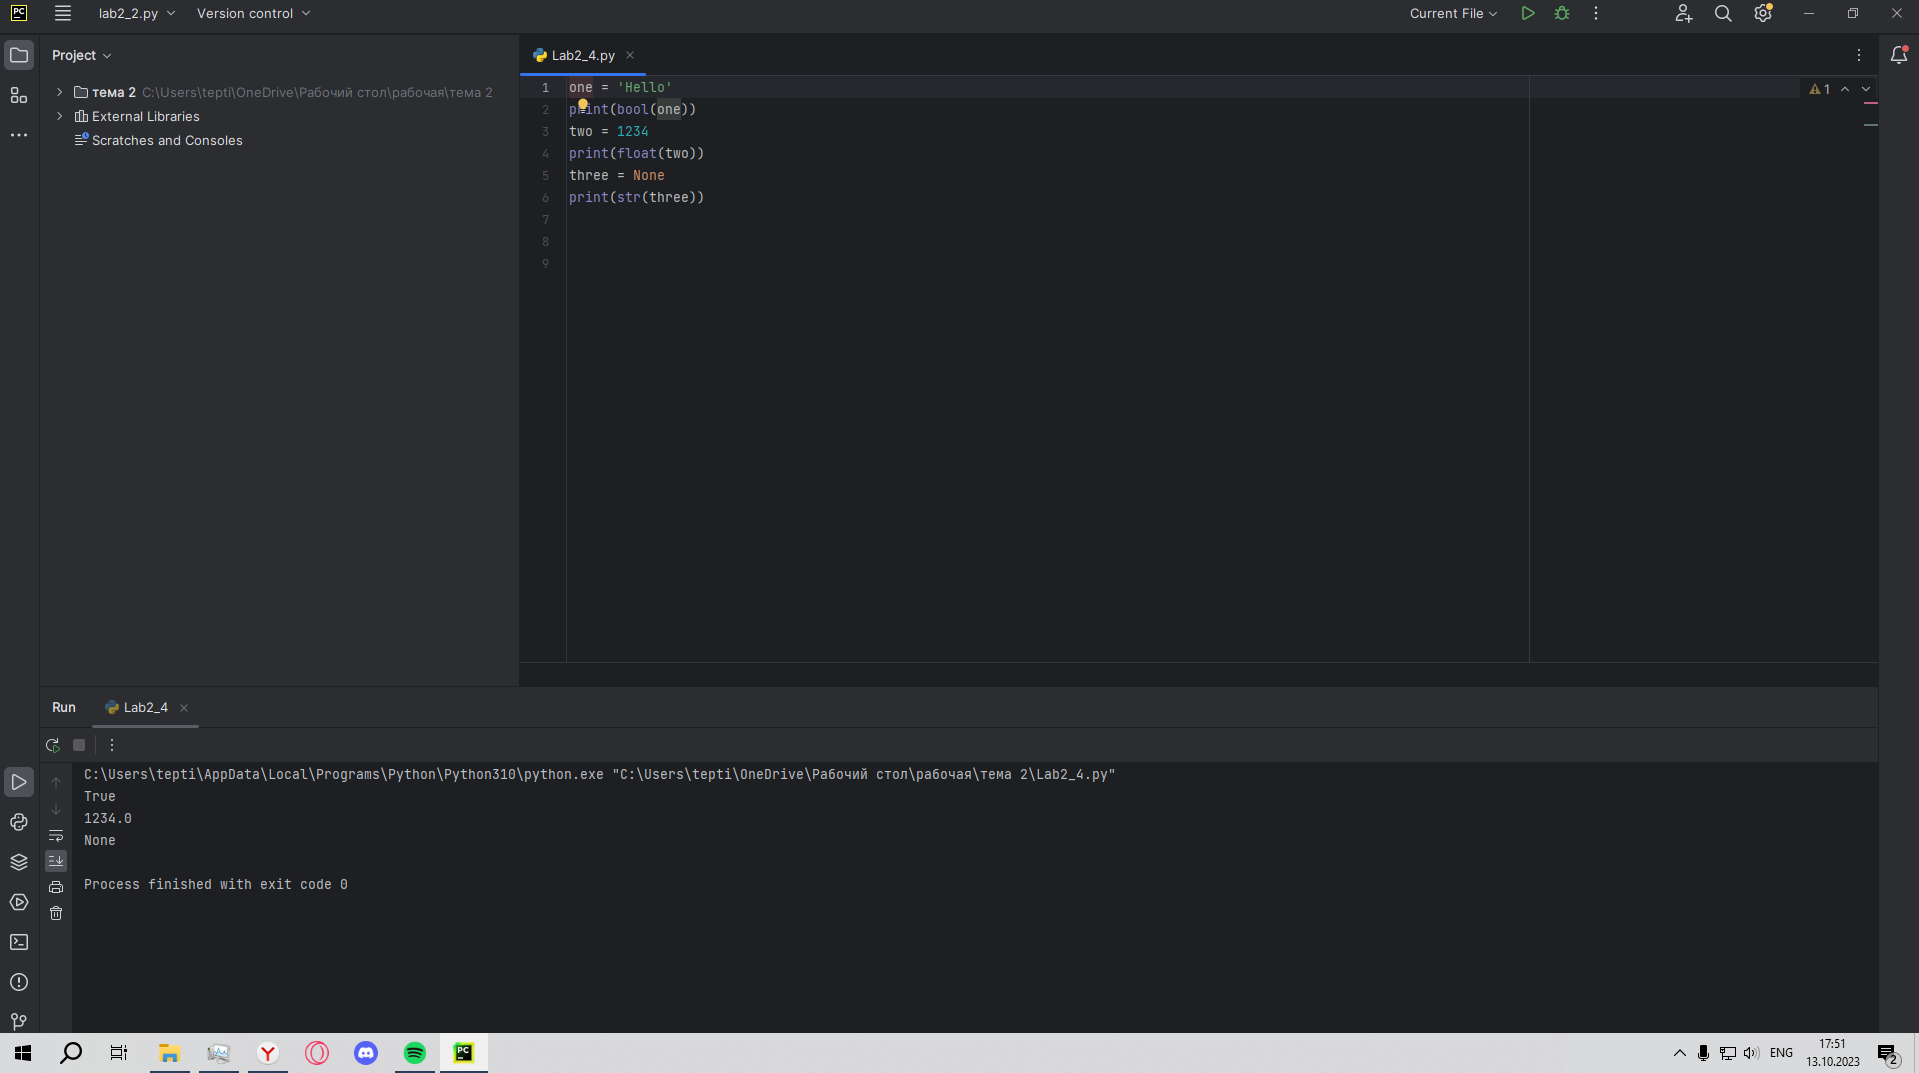 PC lab2_2.py Version control Current File
Project
Lab2_4.py
тема 2 C:\Users\tepti\OneDrive\Рабочий стол\рабочая\тема 2
External Libraries
Scratches and Consoles
1 one = 'Hello'
2 print(bool(one))
3 two = 1234
4 print(float(two))
5 three = None
6 print(str(three))
7
8
9
1
Run Lab2_4
C:\Users\tepti\AppData\Local\Programs\Python\Python310\python.exe "C:\Users\tepti\OneDrive\Рабочий стол\рабочая\тема 2\Lab2_4.py"
True
1234.0
None
Process finished with exit code 0
PC
ENG
17:51
13.10.2023
2